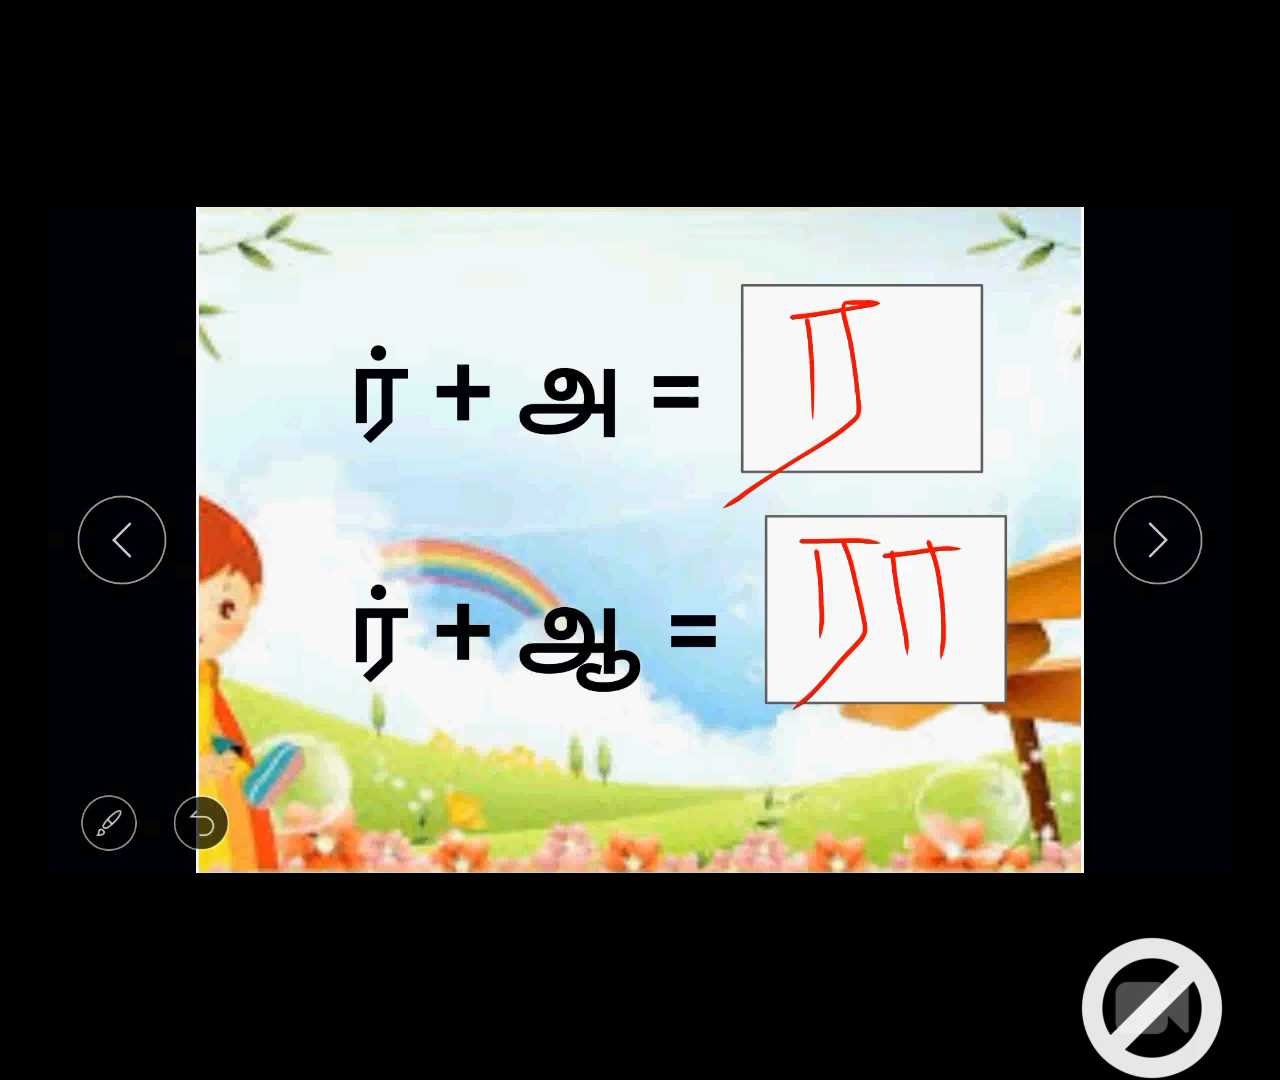 ர் + அ = ர
ர் + ஆ = ரா